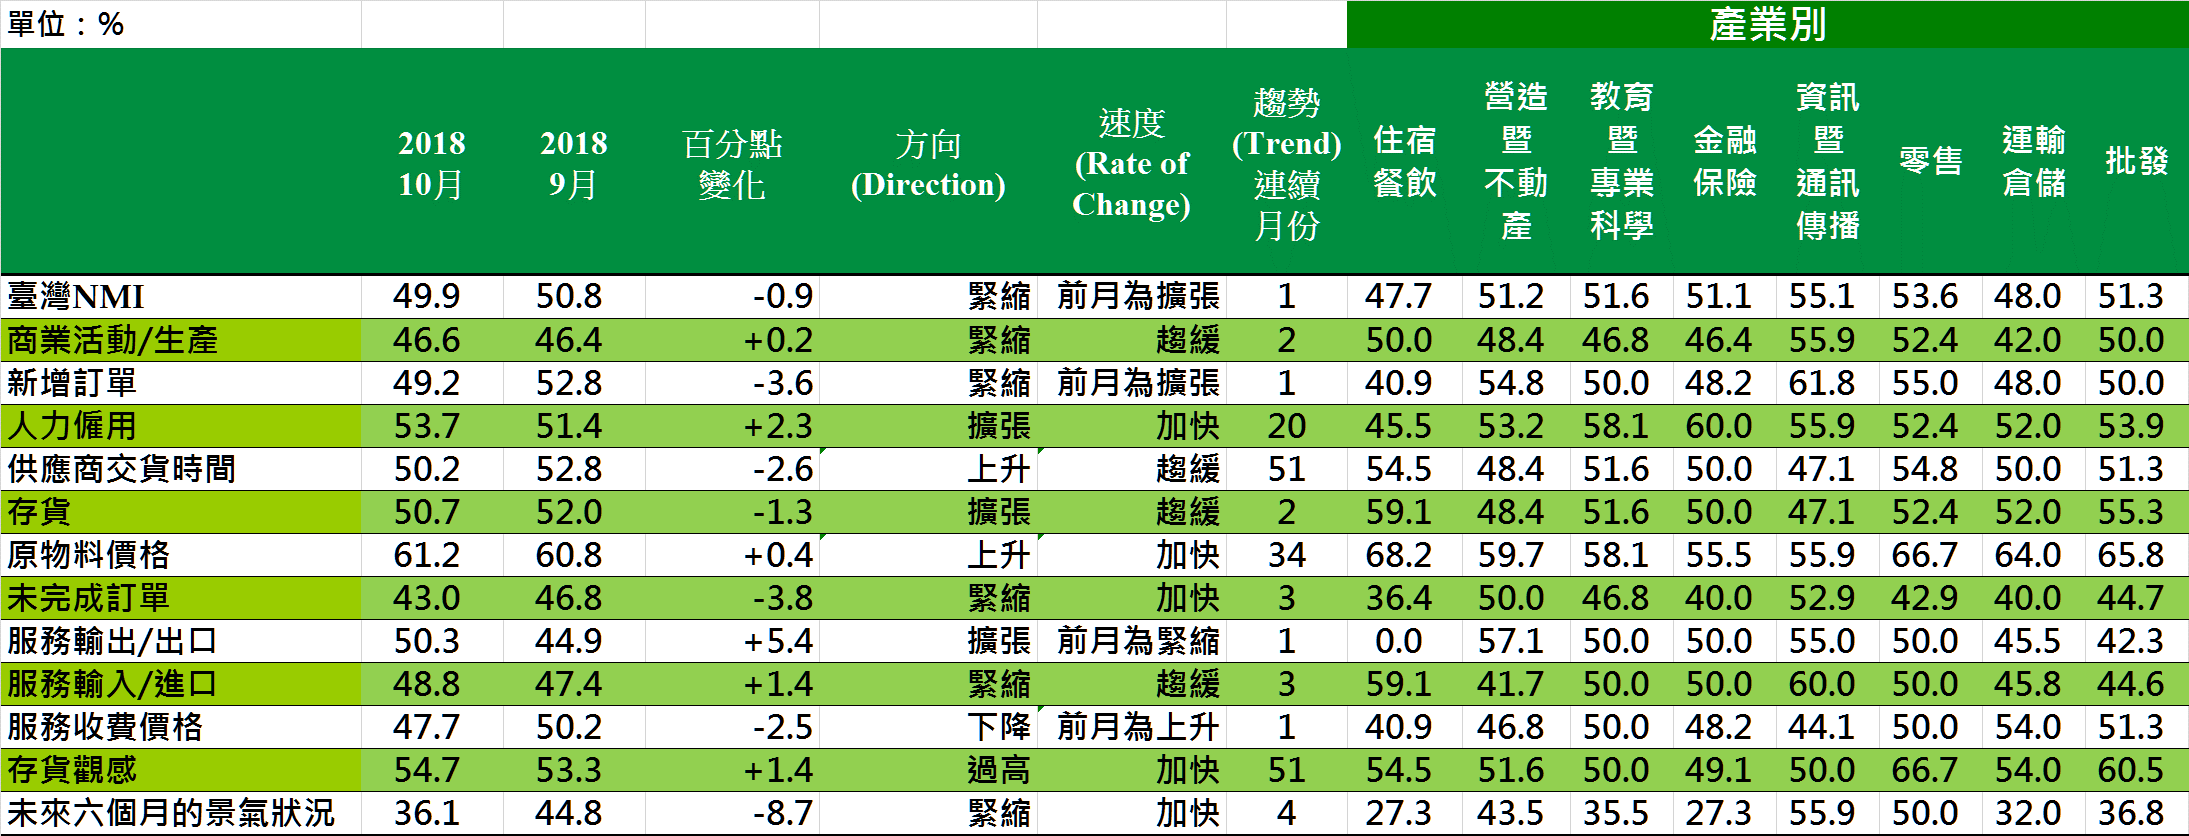 單位：%
產業別
2018 10月 2018 9月 百分點變化 方向 (Direction) 速度 (Rate of Change) 趨勢 (Trend) 連續月份 住宿餐飲 營造暨不動產 教育暨專業科學 金融保險 資訊暨通訊傳播 零售 運輸倉儲 批發
臺灣NMI 49.9 50.8 -0.9 緊縮 前月為擴張 1 47.7 51.2 51.6 51.1 55.1 53.6 48.0 51.3
商業活動/生產 46.6 46.4 +0.2 緊縮 趨緩 2 50.0 48.4 46.8 46.4 55.9 52.4 42.0 50.0
新增訂單 49.2 52.8 -3.6 緊縮 前月為擴張 1 40.9 54.8 50.0 48.2 61.8 55.0 48.0 50.0
人力僱用 53.7 51.4 +2.3 擴張 加快 20 45.5 53.2 58.1 60.0 55.9 52.4 52.0 53.9
供應商交貨時間 50.2 52.8 -2.6 上升 趨緩 51 54.5 48.4 51.6 50.0 47.1 54.8 50.0 51.3
存貨 50.7 52.0 -1.3 擴張 趨緩 2 59.1 48.4 51.6 50.0 47.1 52.4 52.0 55.3
原物料價格 61.2 60.8 +0.4 上升 加快 34 68.2 59.7 58.1 55.5 55.9 66.7 64.0 65.8
未完成訂單 43.0 46.8 -3.8 緊縮 加快 3 36.4 50.0 46.8 40.0 52.9 42.9 40.0 44.7
服務輸出/出口 50.3 44.9 +5.4 擴張 前月為緊縮 1 0.0 57.1 50.0 50.0 55.0 50.0 45.5 42.3
服務輸入/進口 48.8 47.4 +1.4 緊縮 趨緩 3 59.1 41.7 50.0 50.0 60.0 50.0 45.8 44.6
服務收費價格 47.7 50.2 -2.5 下降 前月為上升 1 40.9 46.8 50.0 48.2 44.1 50.0 54.0 51.3
存貨觀感 54.7 53.3 +1.4 過高 加快 51 54.5 51.6 50.0 49.1 50.0 66.7 54.0 60.5
未來六個月的景氣狀況 36.1 44.8 -8.7 緊縮 加快 4 27.3 43.5 35.5 27.3 55.9 50.0 32.0 36.8